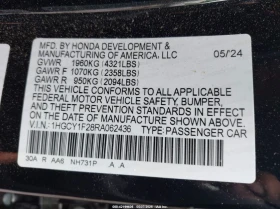 MFD. BY HONDA DEVELOPMENT & 05/24
MANUFACTURING OF AMERICA, LLC
GVWR 1960KG(4321LBS)
GAWR F 1070KG(2358LBS)
GAWR R 950KG(2094LBS)
THIS VEHICLE CONFORMS TO ALL APPLICABLE
FEDERAL MOTOR VEHICLE SAFETY, BUMPER,
AND THEFT PREVENTION STANDARDS IN EFFECT
ON THE DATE OF MANUFACTURE SHOWN ABOVE.
V.I.N.:1HGCY1F28RA062436
TYPE:PASSENGER CAR
30A R AA6 NH731P A A